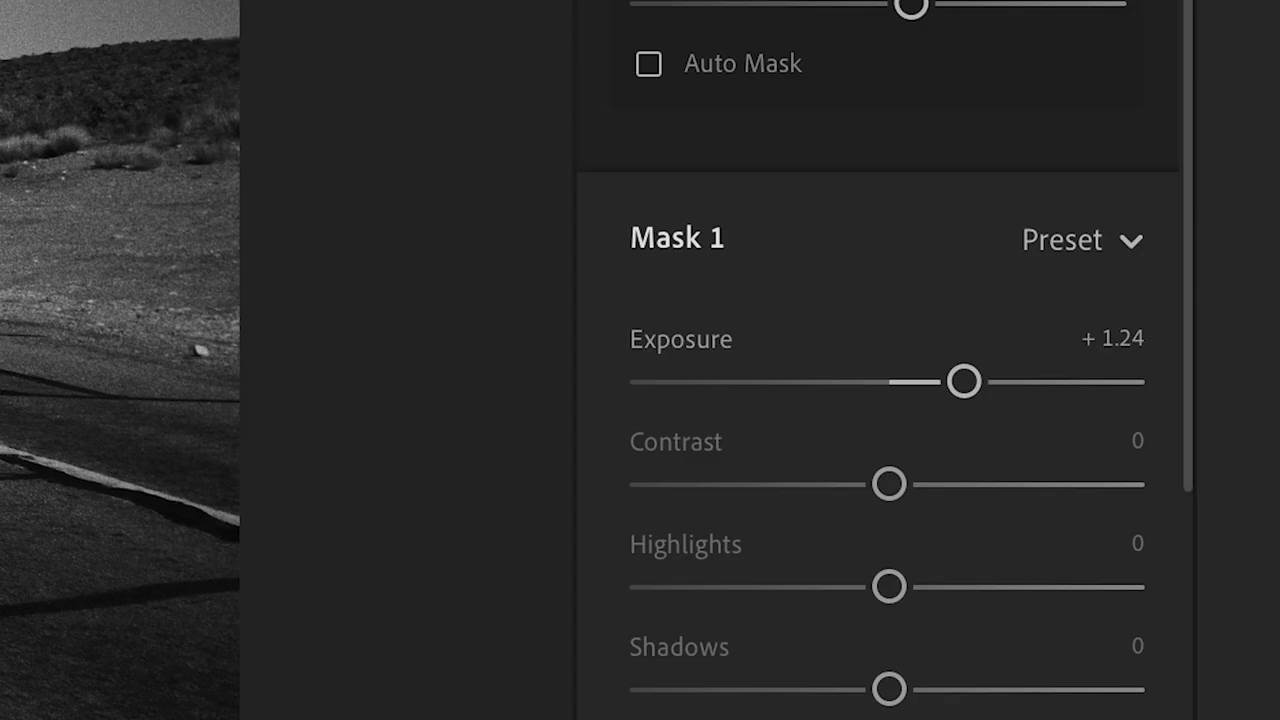 Auto Mask
Mask 1 Preset
Exposure + 1.24
Contrast 0
Highlights 0
Shadows 0